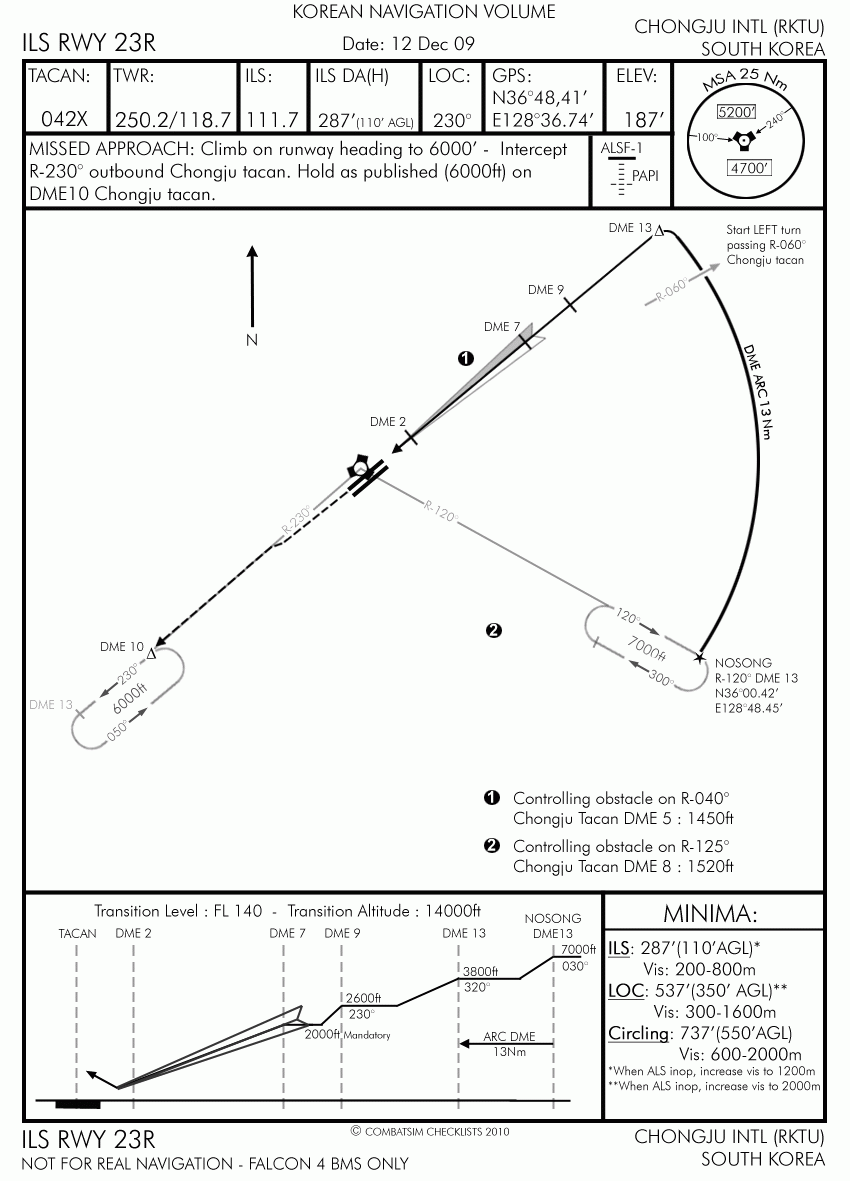 KOREAN NAVIGATION VOLUME
ILS RWY 23R
Date: 12 Dec 09
CHONGJU INTL (RKTU)
SOUTH KOREA
TACAN:
042X
TWR:
250.2/118.7
ILS:
111.7
ILS DA(H)
287'(110' AGL)
LOC:
230°
GPS:
N36°48,41'
E128°36.74'
ELEV:
187'
MSA 25 Nm
5200'
240°
100°
4700'
MISSED APPROACH: Climb on runway heading to 6000' - Intercept
R-230° outbound Chongju tacan. Hold as published (6000ft) on
DME10 Chongju tacan.
ALSF-1
PAPI
DME 13
Start LEFT turn
passing R-060°
Chongju tacan
R-060°
DME 9
N
DME 7
1
DME ARC 13Nm
DME 2
R-230°
R-120°
2
120°
7000ft
300°
NOSONG
R-120° DME 13
N36°00.42'
E128°48.45'
DME 10
230°
6000ft
050°
DME 13
1 Controlling obstacle on R-040°
Chongju Tacan DME 5 : 1450ft
2 Controlling obstacle on R-125°
Chongju Tacan DME 8 : 1520ft
Transition Level : FL 140 - Transition Altitude : 14000ft
TACAN
DME 2
DME 7
DME 9
DME 13
NOSONG
DME13
7000ft
030°
3800ft
320°
2600ft
230°
2000ft Mandatory
ARC DME
13Nm
MINIMA:
ILS: 287'(110'AGL)*
Vis: 200-800m
LOC: 537'(350' AGL)**
Vis: 300-1600m
Circling: 737'(550'AGL)
Vis: 600-2000m
*When ALS inop, increase vis to 1200m
**When ALS inop, increase vis to 2000m
© COMBATSIM CHECKLISTS 2010
ILS RWY 23R
NOT FOR REAL NAVIGATION - FALCON 4 BMS ONLY
CHONGJU INTL (RKTU)
SOUTH KOREA